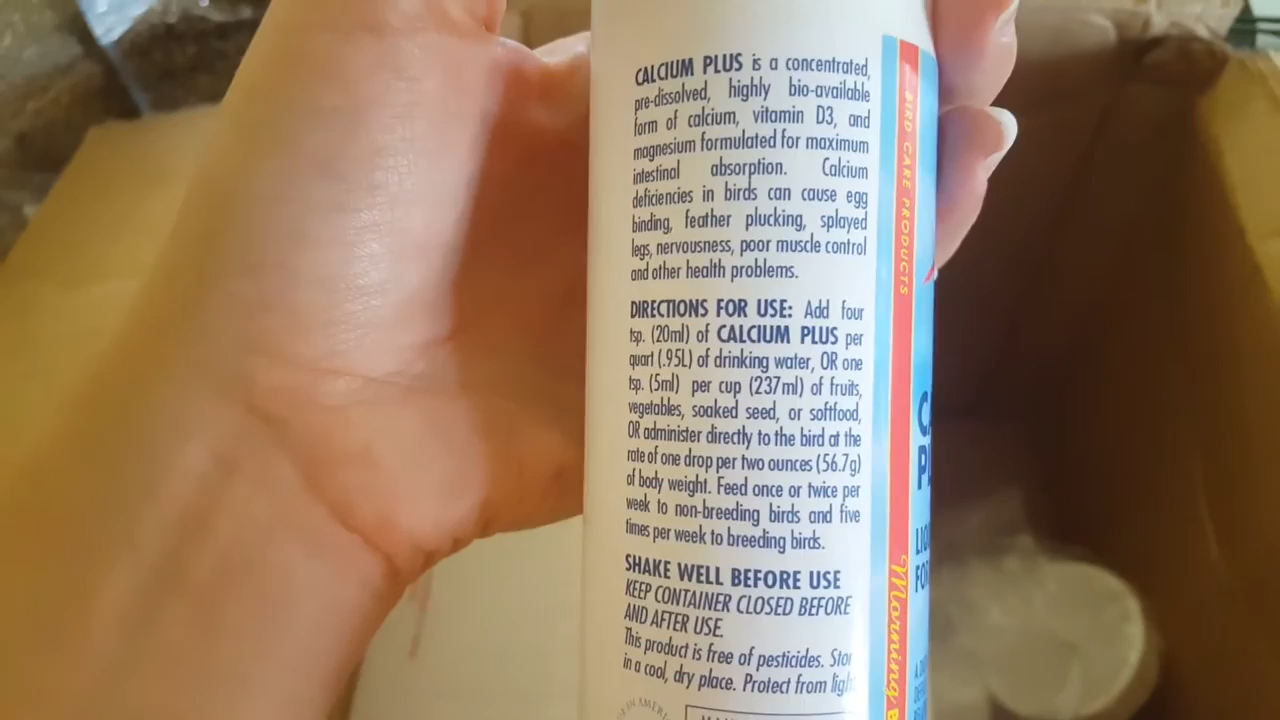 CALCIUM PLUS is a concentrated,
pre-dissolved, highly bio-available
form of calcium, vitamin D3, and
magnesium formulated for maximum
intestinal absorption. Calcium
deficiencies in birds can cause egg
binding, feather plucking, splayed
legs, nervousness, poor muscle control
and other health problems.
DIRECTIONS FOR USE: Add four
tsp. (20ml) of CALCIUM PLUS per
quart (.95L) of drinking water, OR one
tsp. (5ml) per cup (237ml) of fruits,
vegetables, soaked seed, or softfood,
OR administer directly to the bird at the
rate of one drop per two ounces (56.7g)
of body weight. Feed once or twice per
week to non-breeding birds and five
times per week to breeding birds.
SHAKE WELL BEFORE USE
KEEP CONTAINER CLOSED BEFORE
AND AFTER USE.
This product is free of pesticides.
in a cool, dry place. Protect from
BIRD CARE PRODUCTS
Morning